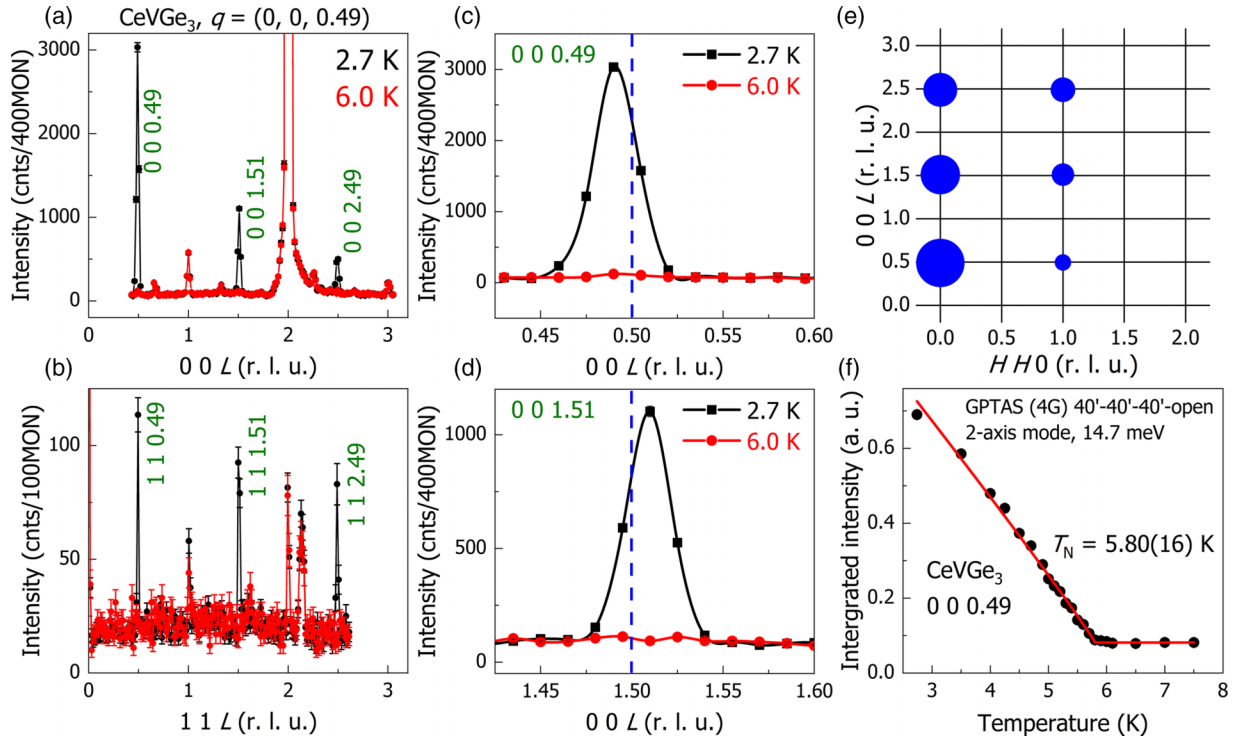 (a)
CeVGe3, q = (0, 0, 0.49)
3000
2000
1000
0
Intensity (cnts/400MON)
2.7 K
6.0 K
0 0 0.49
0 0 1.51
0 0 2.49
0 1 2 3
0 0 L (r. l. u.)
(b)
100
50
0
Intensity (cnts/100MON)
1 1 0.49
1 1 1.51
1 1 2.49
0 1 2 3
1 1 L (r. l. u.)
(c)
0 0 0.49
2.7 K
6.0 K
3000
2000
1000
0
Intensity (cnts/400MON)
0.45 0.50 0.55 0.60
0 0 L (r. l. u.)
(d)
0 0 1.51
2.7 K
6.0 K
1000
500
0
Intensity (cnts/400MON)
1.45 1.50 1.55 1.60
0 0 L (r. l. u.)
(e)
3.0
2.5
2.0
1.5
1.0
0.5
0.0
0 0 L (r. l. u.)
0.0 0.5 1.0 1.5 2.0
H H 0 (r. l. u.)
(f)
GPTAS (4G) 40'-40'-40'-open
2-axis mode, 14.7 meV
TN = 5.80(16) K
CeVGe3
0 0 0.49
0.6
0.4
0.2
0.0
Intergrated intensity (a. u.)
3 4 5 6 7 8
Temperature (K)